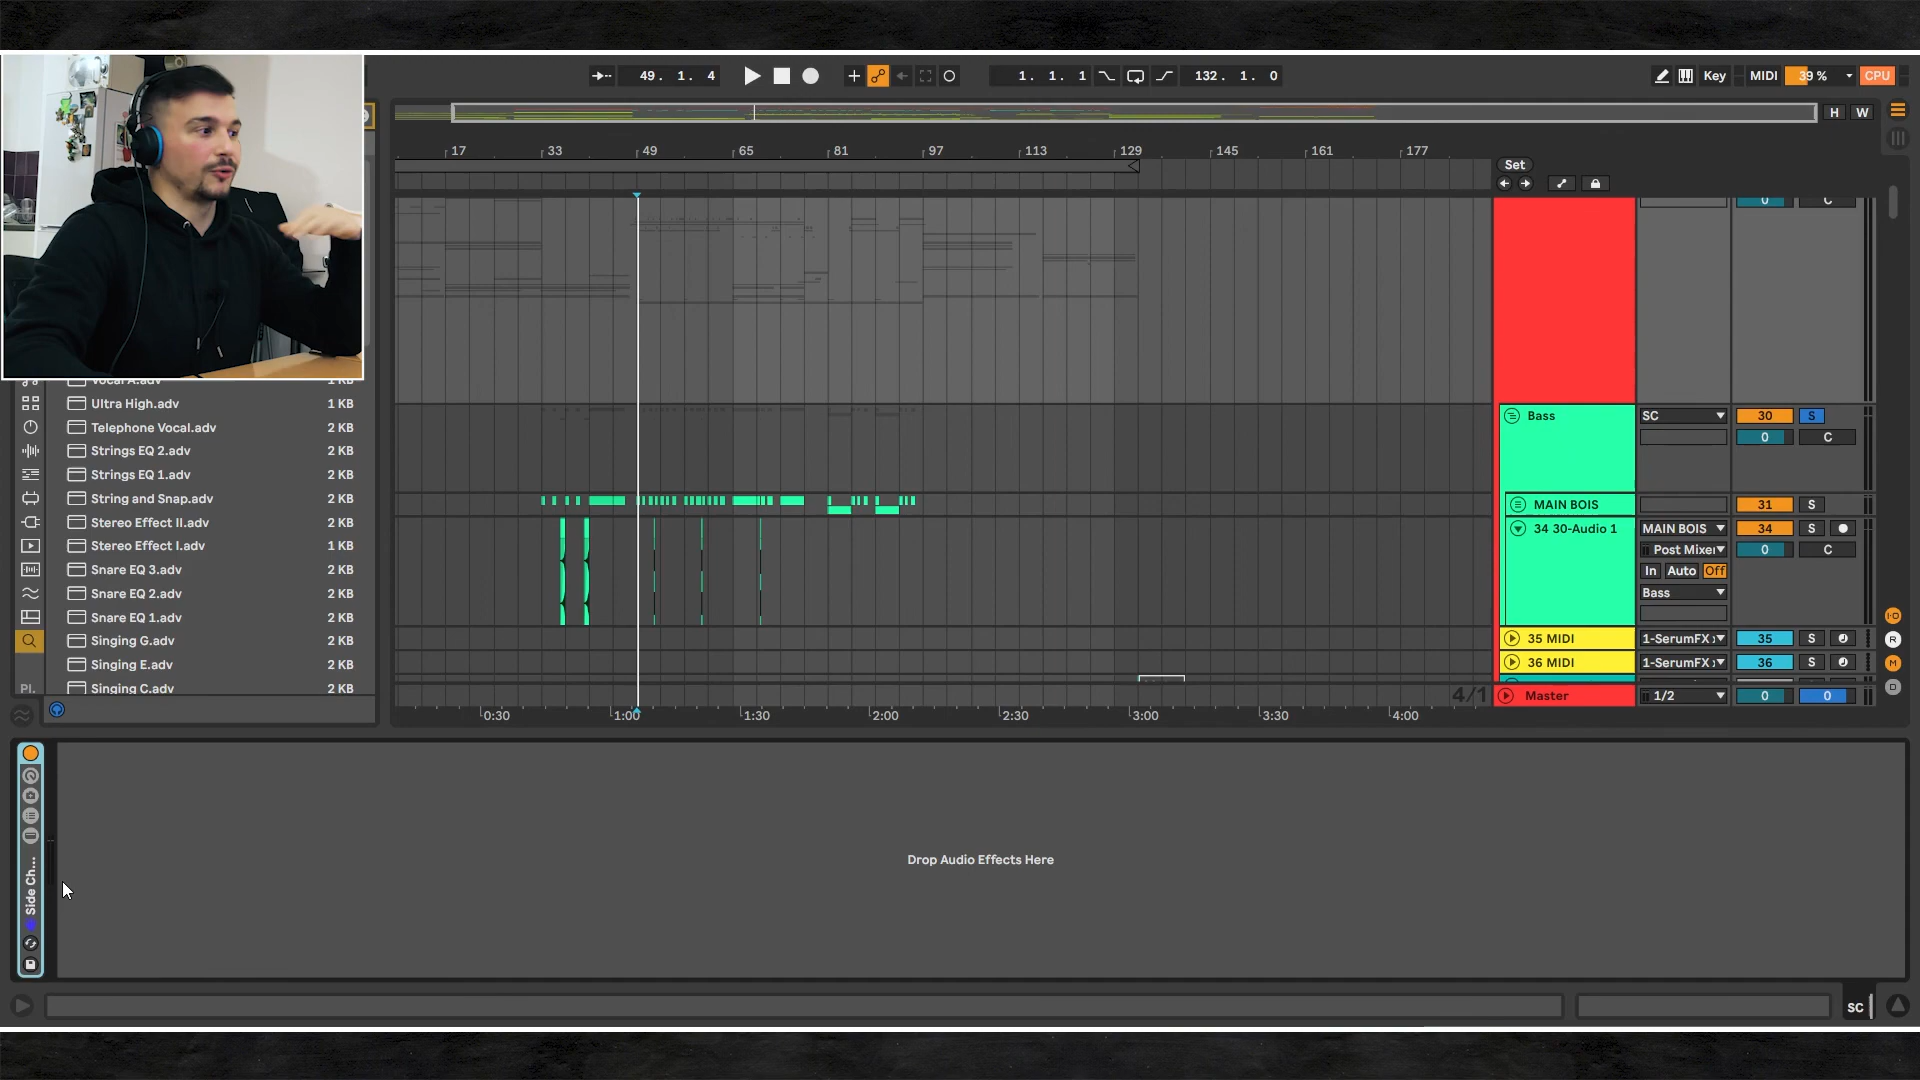 49. 1. 4
1. 1. 1
132. 1. 0
Key
MIDI
39 %
CPU
H W
17 33 49 65 81 97 113 129 145 161 177
Set
0 C
Bass
SC
30 S
0 C
MAIN BOIS
31 S
34 30-Audio 1
MAIN BOIS
34 S
Post Mixer
0 C
In Auto Off
Bass
35 MIDI
1-SerumFX
35 S
36 MIDI
1-SerumFX
36 S
4/1
Master
1/2
0 0
0:30 1:00 1:30 2:00 2:30 3:00 3:30 4:00
I·O
R
M
D
Vocal A.adv 1 KB
Ultra High.adv 1 KB
Telephone Vocal.adv 2 KB
Strings EQ 2.adv 2 KB
Strings EQ 1.adv 2 KB
String and Snap.adv 2 KB
Stereo Effect II.adv 2 KB
Stereo Effect I.adv 1 KB
Snare EQ 3.adv 2 KB
Snare EQ 2.adv 2 KB
Snare EQ 1.adv 2 KB
Singing G.adv 2 KB
Singing E.adv 2 KB
Singing C.adv 2 KB
Pl.
Side Ch...
Drop Audio Effects Here
SC